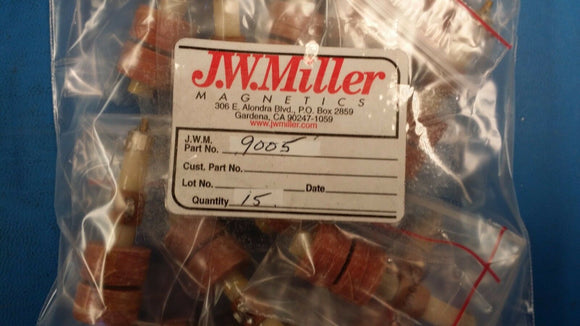 J.W.Miller
MAGNETICS
306 E. Alondra Blvd., P.O. Box 2859
Gardena, CA 90247-1059
www.jwmiller.com
J.W.M.
Part No. 9005
Cust. Part No.
Lot No. Date
Quantity 15